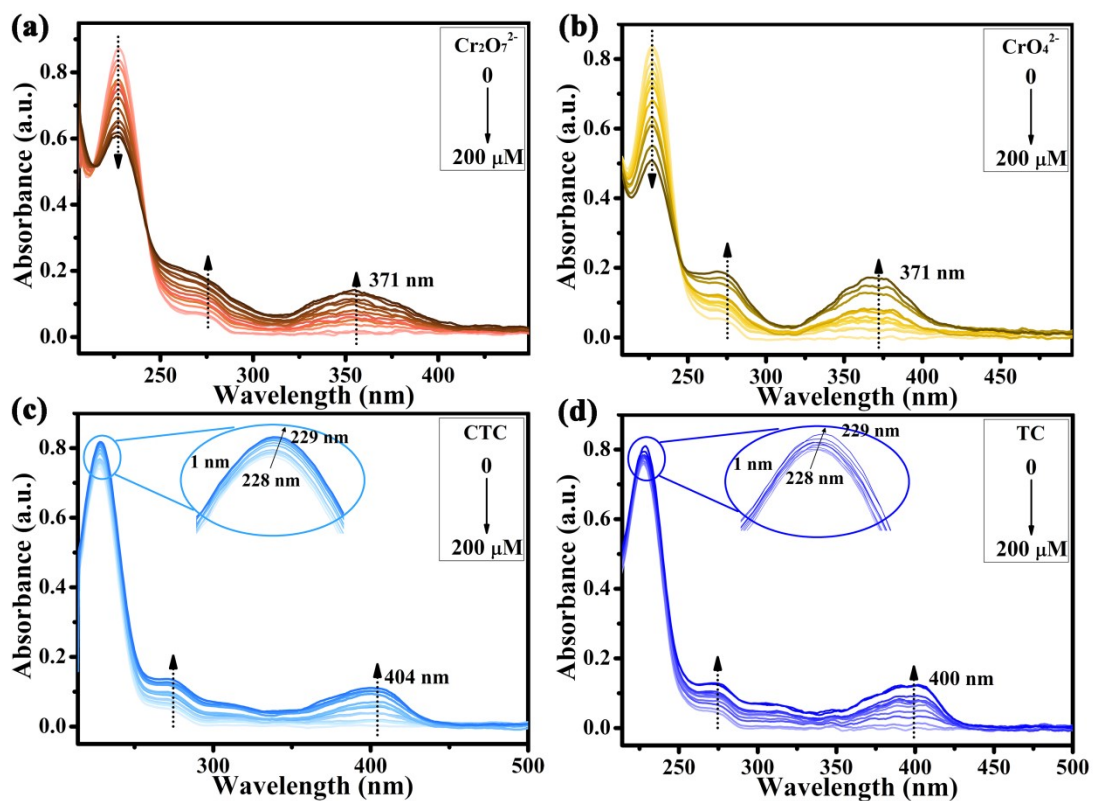 (a)
Cr₂O₇²⁻
0
200 μM
371 nm
Absorbance (a.u.)
0.8
0.6
0.4
0.2
0.0
250
300
350
400
Wavelength (nm)
(b)
CrO₄²⁻
0
200 μM
371 nm
Absorbance (a.u.)
0.8
0.6
0.4
0.2
0.0
250
300
350
400
450
Wavelength (nm)
(c)
CTC
0
200 μM
229 nm
1 nm
228 nm
404 nm
Absorbance (a.u.)
0.8
0.6
0.4
0.2
0.0
300
400
500
Wavelength (nm)
(d)
TC
0
200 μM
229 nm
1 nm
228 nm
400 nm
Absorbance (a.u.)
0.8
0.6
0.4
0.2
0.0
250
300
350
400
450
500
Wavelength (nm)